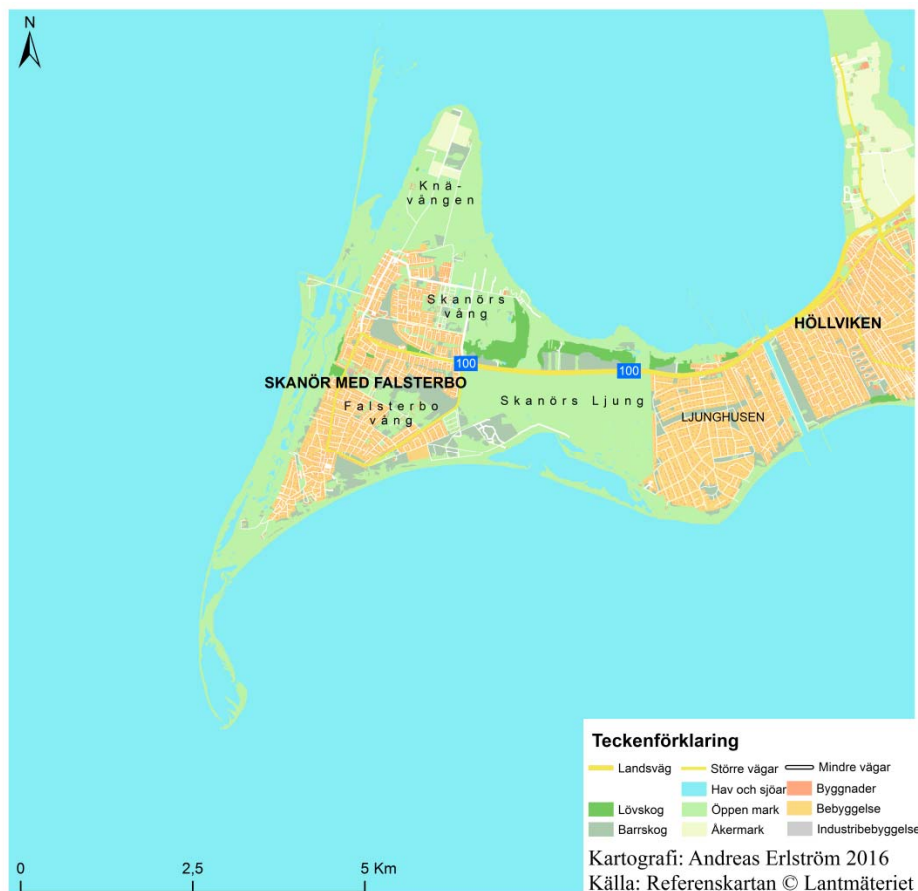 N
Knä-
vången
Skanörs
vång
HÖLLVIKEN
100
100
SKANÖR MED FALSTERBO
Skanörs Ljung
Falsterbo
vång
LJUNGHUSEN
Teckenförklaring
Landsväg Större vägar Mindre vägar
Hav och sjöar Byggnader
Lövskog Öppen mark Bebyggelse
Barrskog Åkermark Industribebyggelse
0 2,5 5 Km
Kartografi: Andreas Erlström 2016
Källa: Referenskartan © Lantmäteriet